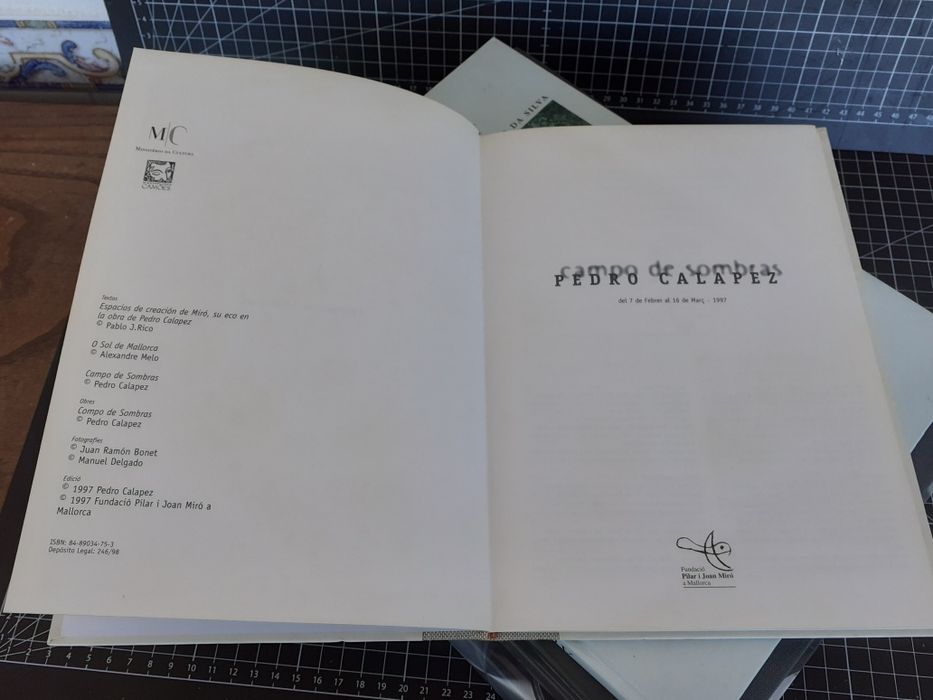 M|C
MINISTÉRIO DA CULTURA
CAMÕES
Textos
Espacios de creación de Miró, su eco en
la obra de Pedro Calapez
© Pablo J.Rico
O Sol de Mallorca
© Alexandre Melo
Campo de Sombras
© Pedro Calapez
Obres
Campo de Sombras
© Pedro Calapez
Fotografies
© Juan Ramón Bonet
© Manuel Delgado
Edició
© 1997 Pedro Calapez
© 1997 Fundació Pilar i Joan Miró a
Mallorca
ISBN: 84-89034-75-3
Depósito Legal: 246/98
DA SILVA
campo de sombras
PEDRO CALAPEZ
del 7 de Febrer al 16 de Març - 1997
Fundació
Pilar i Joan Miró
a Mallorca